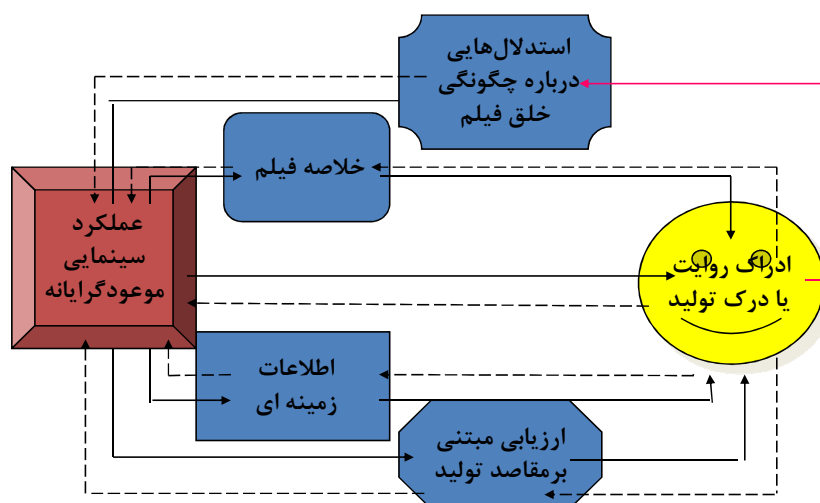 استدلال‌هایی
درباره چگونگی
خلق فیلم
خلاصه فیلم
عملکرد
سینمایی
موعودگرایانه
ادراک روایت
یا درک تولید
اطلاعات
زمینه ای
ارزیابی مبتنی
برمقاصد تولید